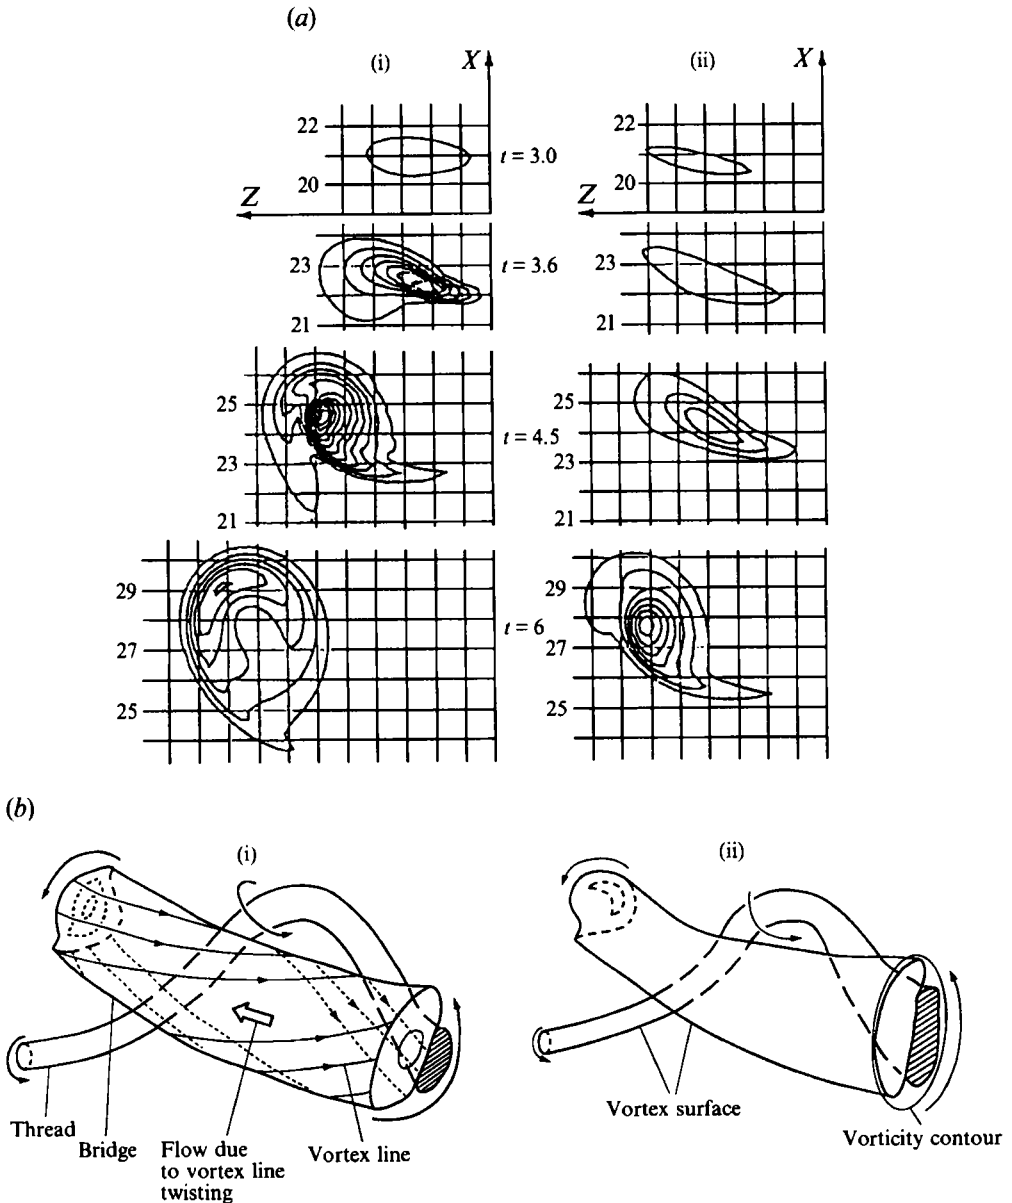 (a)
(i)
X
(ii)
X
22
20
t = 3.0
22
20
Z
Z
23
21
t = 3.6
23
21
25
23
21
t = 4.5
25
23
21
29
27
25
t = 6
29
27
25
(b)
(i)
(ii)
Thread
Bridge
Flow due
to vortex line
twisting
Vortex line
Vortex surface
Vorticity contour